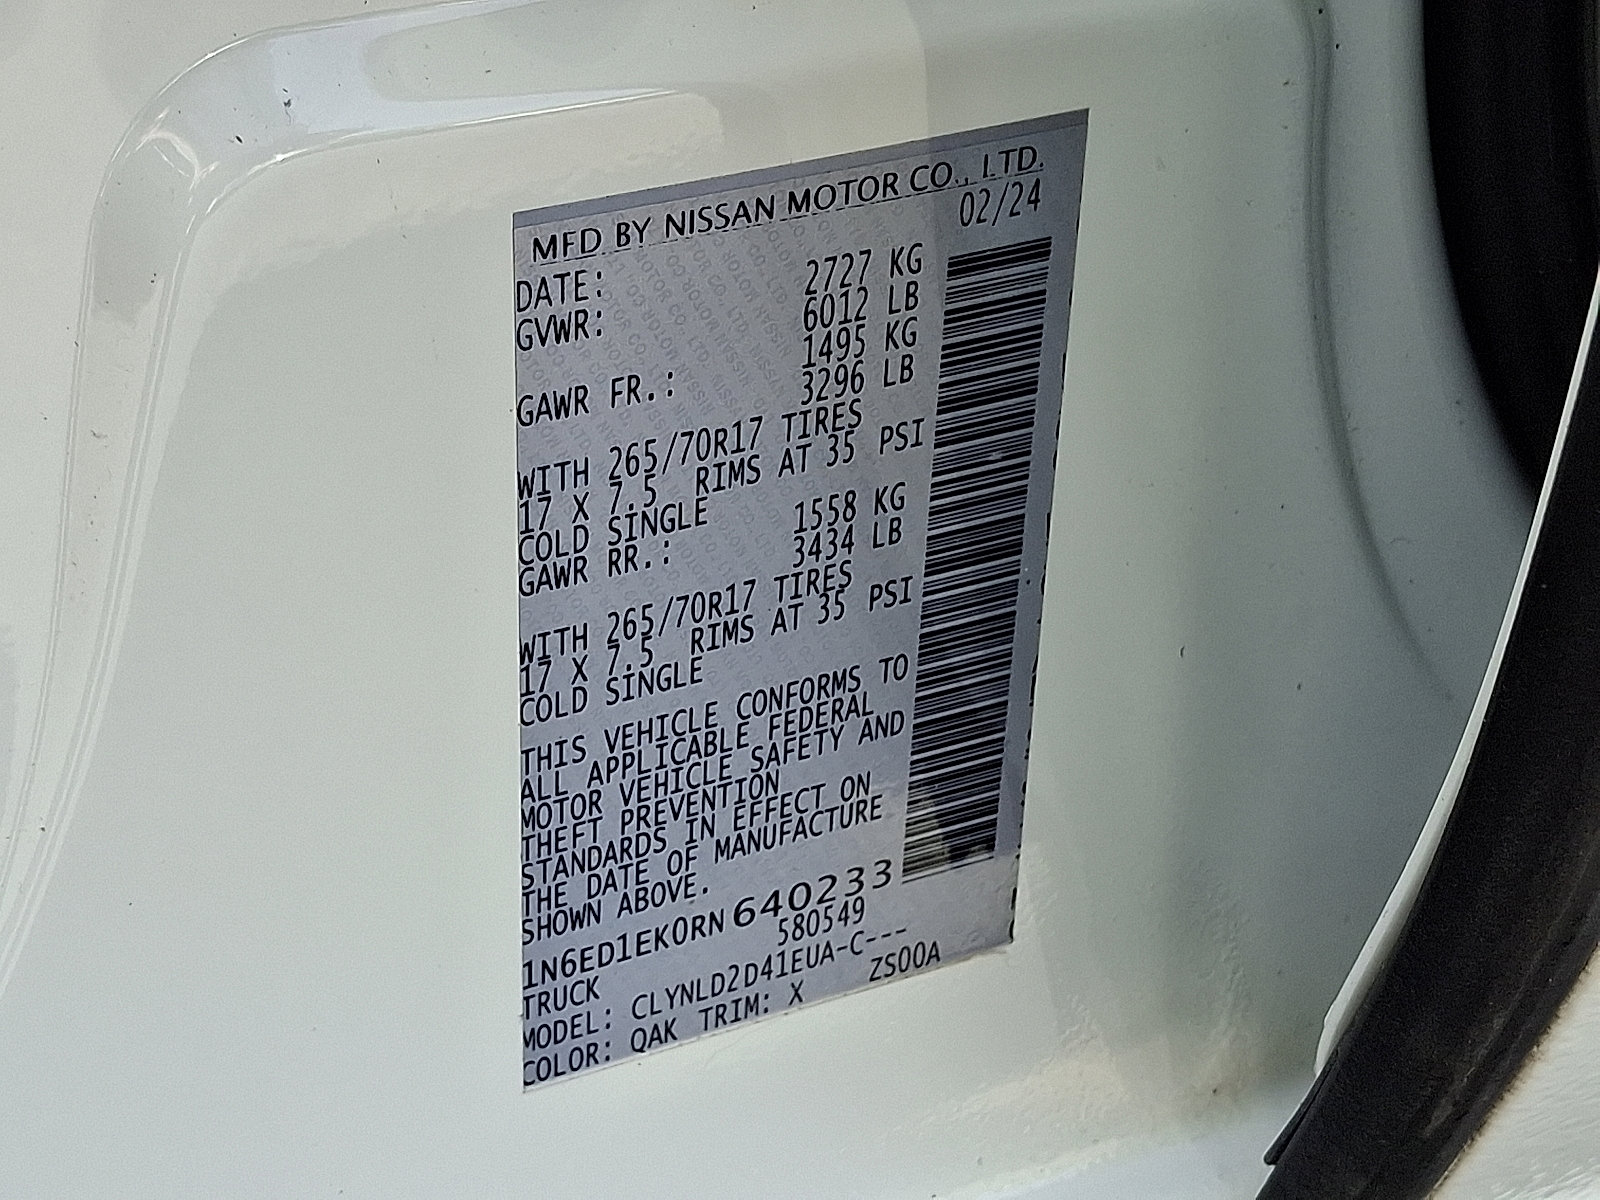 MFD BY NISSAN MOTOR CO., LTD.
DATE: 02/24
GVWR: 2727 KG
6012 LB
GAWR FR.: 1495 KG
3296 LB
WITH 265/70R17 TIRES
17 X 7.5 RIMS AT 35 PSI
COLD SINGLE
GAWR RR.: 1558 KG
3434 LB
WITH 265/70R17 TIRES
17 X 7.5 RIMS AT 35 PSI
COLD SINGLE
THIS VEHICLE CONFORMS TO
ALL APPLICABLE FEDERAL
MOTOR VEHICLE SAFETY AND
THEFT PREVENTION
STANDARDS IN EFFECT ON
THE DATE OF MANUFACTURE
SHOWN ABOVE.
1N6ED1EK0RN640233
TRUCK 580549
MODEL: CLYNLD2D41EUA-C---
COLOR: QAK TRIM: X ZS00A